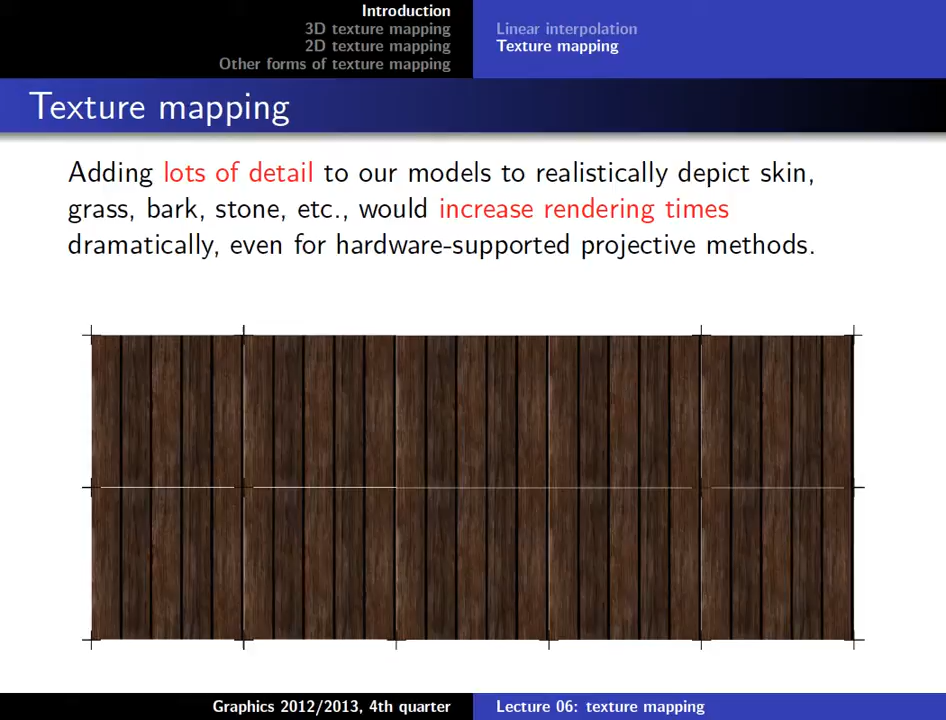 Introduction
3D texture mapping
2D texture mapping
Other forms of texture mapping
Linear interpolation
Texture mapping
Texture mapping
Adding lots of detail to our models to realistically depict skin,
grass, bark, stone, etc., would increase rendering times
dramatically, even for hardware-supported projective methods.
Graphics 2012/2013, 4th quarter
Lecture 06: texture mapping